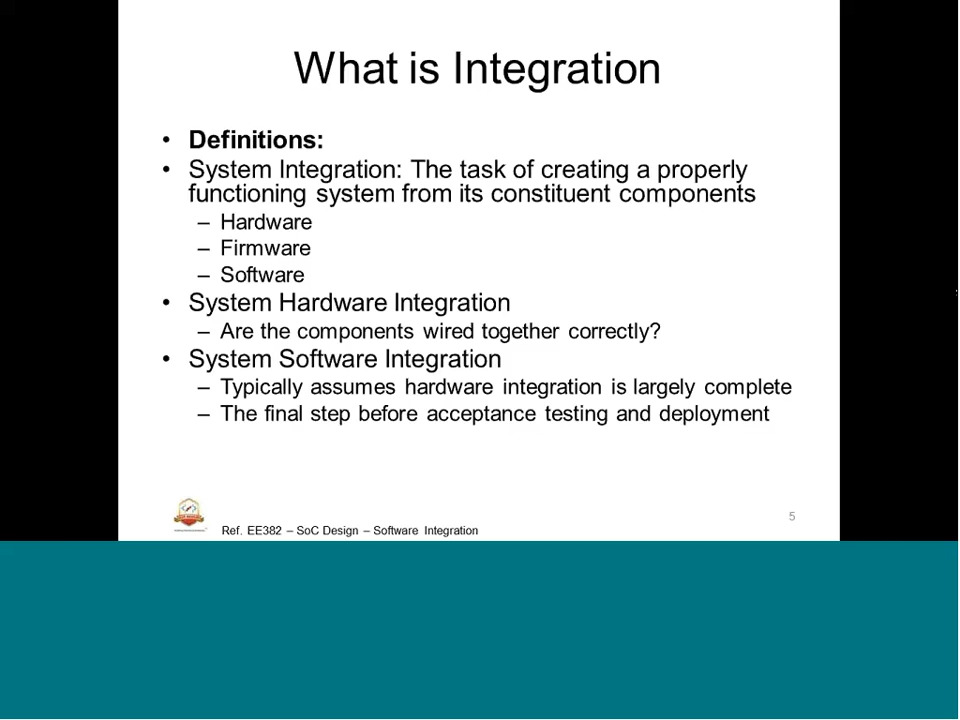 What is Integration
• Definitions:
• System Integration: The task of creating a properly
functioning system from its constituent components
– Hardware
– Firmware
– Software
• System Hardware Integration
– Are the components wired together correctly?
• System Software Integration
– Typically assumes hardware integration is largely complete
– The final step before acceptance testing and deployment
5
Ref. EE382 – SoC Design – Software Integration